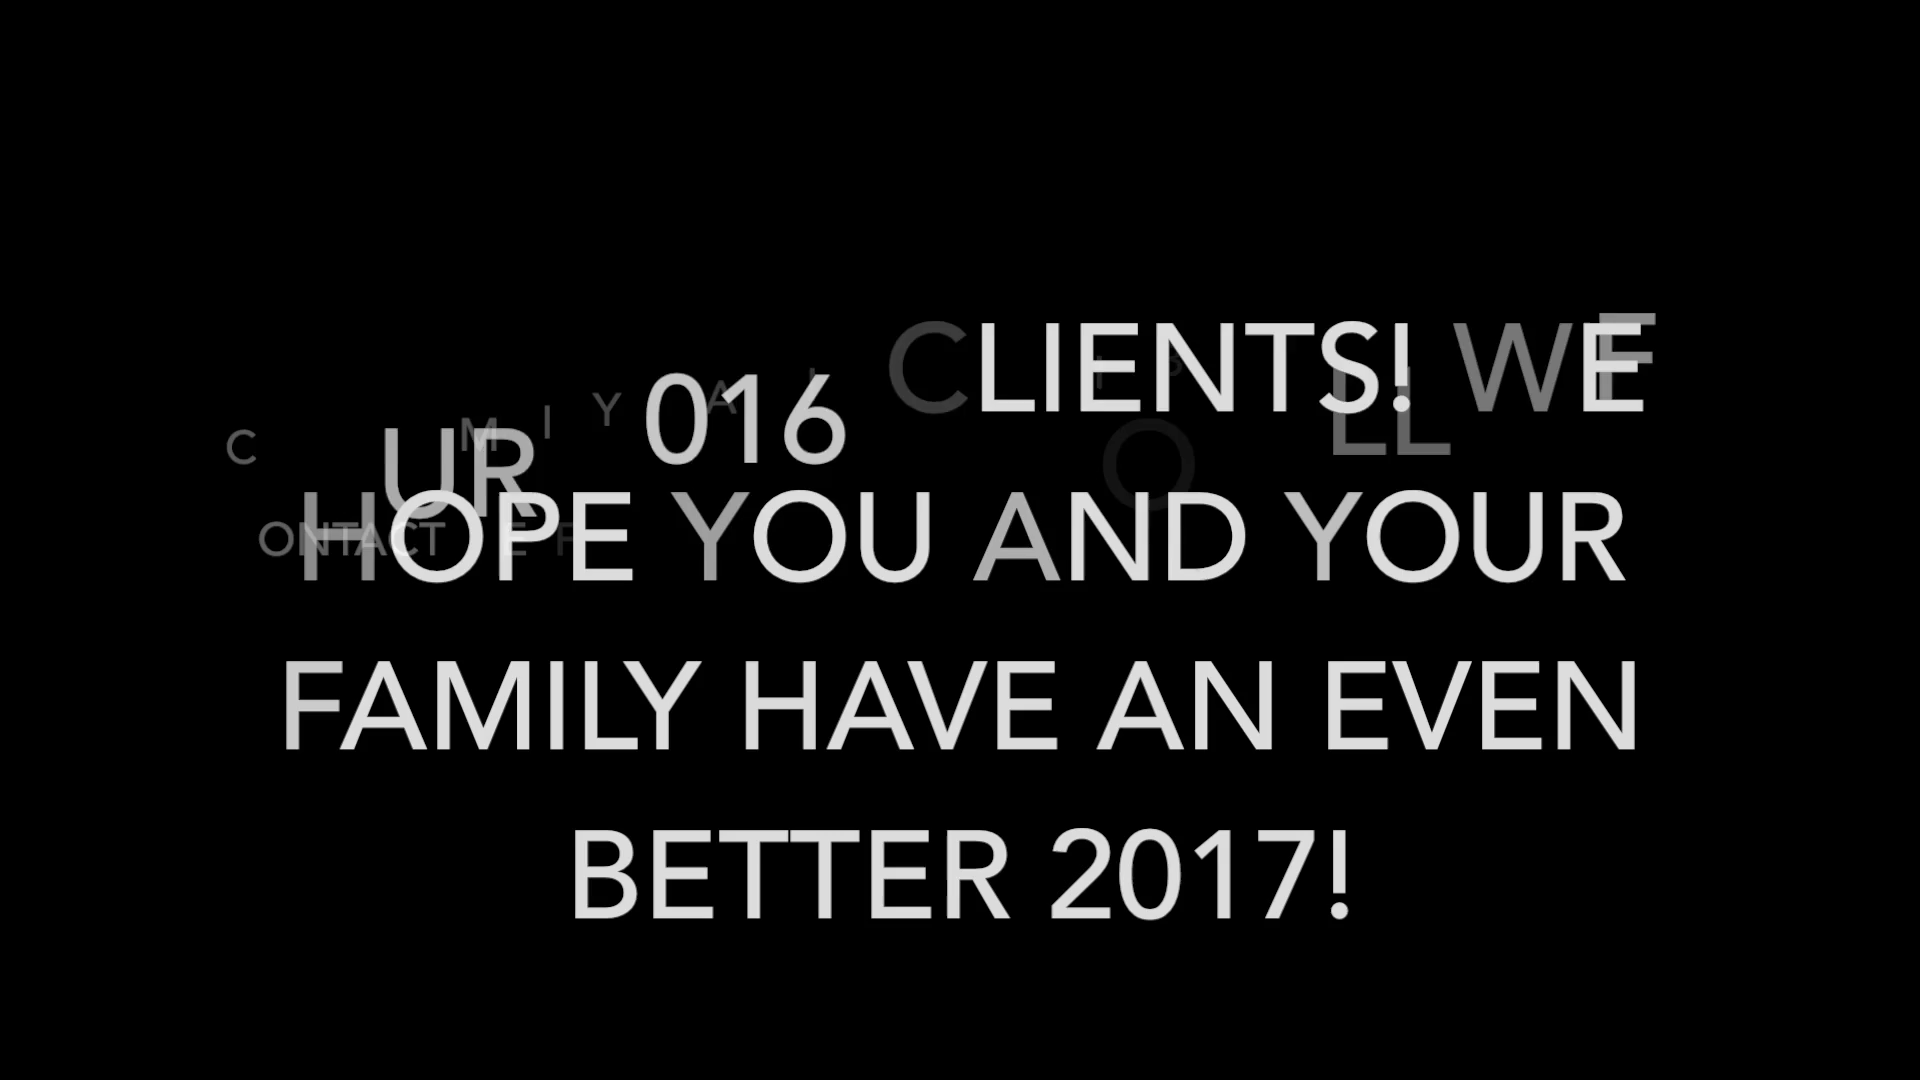 016 CLIENTS! WE
HOPE YOU AND YOUR
FAMILY HAVE AN EVEN
BETTER 2017!